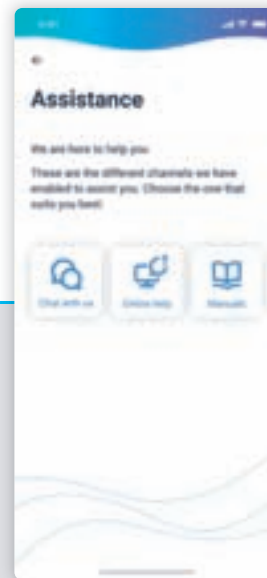 Assistance
We are here to help you
These are the different channels we have
enabled to assist you. Choose the one that
suits you best!
Chat with us
Online help
Manuals